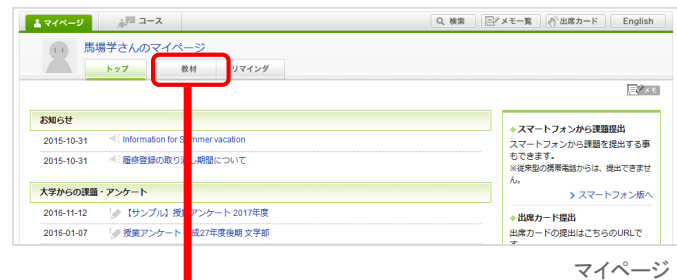 マイページ コース 検索 メモ一覧 出席カード English
馬場学さんのマイページ
トップ 教材 リマインダ
メモ
お知らせ
2015-10-31 Information for Summer vacation
2015-10-31 履修登録の取り消し期間について
大学からの課題・アンケート
2016-11-12 【サンプル】授業アンケート 2017年度
2016-01-07 授業アンケート 成27年度後期 文学部
スマートフォンから課題提出
スマートフォンから課題を提出する事
もできます。
※従来型の携帯電話からは、提出できませ
ん。
スマートフォン版へ
出席カード提出
出席カードの提出はこちらのURLで
マイページ